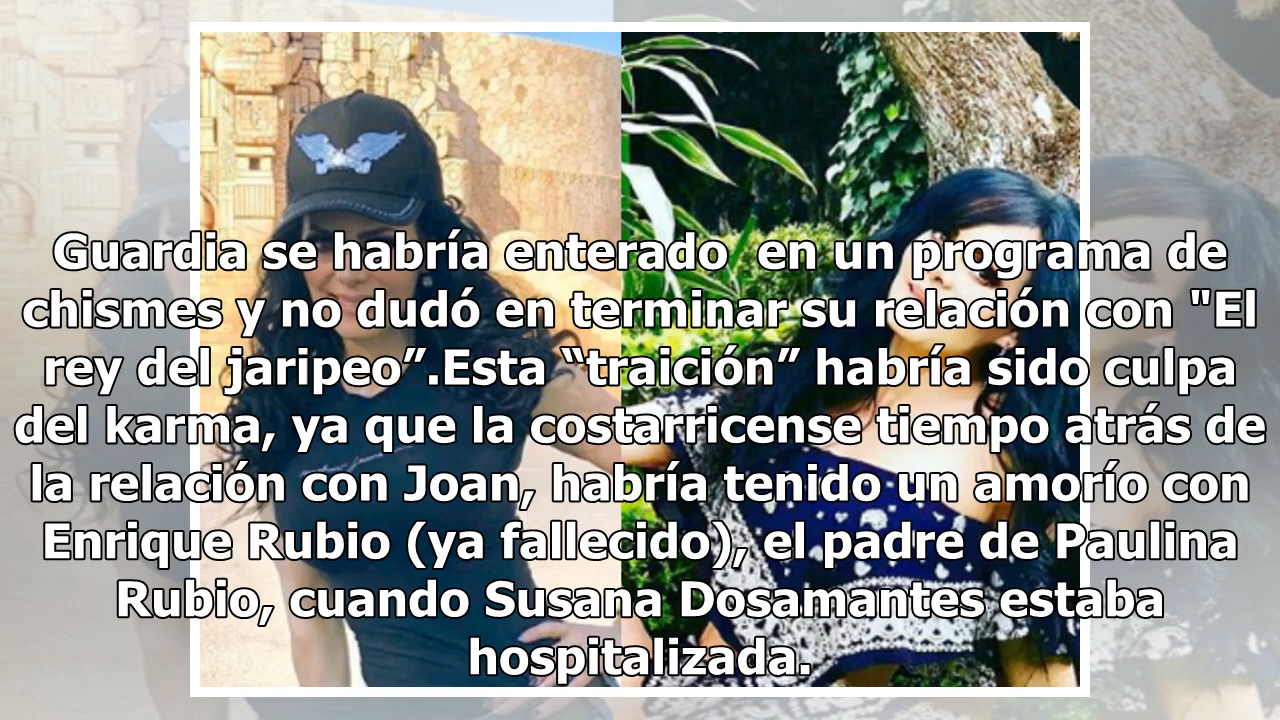 Guardia se habría enterado  en un programa de
chismes y no dudó en terminar su relación con "El
rey del jaripeo”.Esta “traición” habría sido culpa
del karma, ya que la costarricense tiempo atrás de
la relación con Joan, habría tenido un amorío con
Enrique Rubio (ya fallecido), el padre de Paulina
Rubio, cuando Susana Dosamantes estaba
hospitalizada.